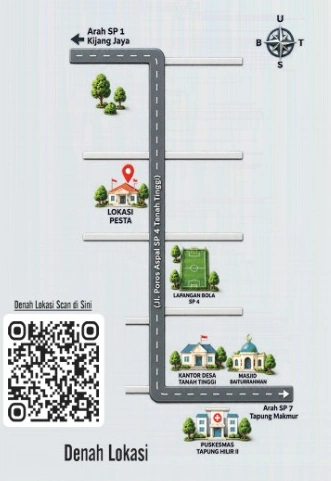 Arah SP 1
Kijang Jaya
U
B
T
S
LOKASI
PESTA
(Jl. Poros Aspal SP 4 Tanah Tinggi)
LAPANGAN BOLA
SP 4
Denah Lokasi Scan di Sini
KANTOR DESA
TANAH TINGGI
MASJID
BAITURRAHMAN
Arah SP 7
Tapung Makmur
PUSKESMAS
TAPUNG HILIR II
Denah Lokasi